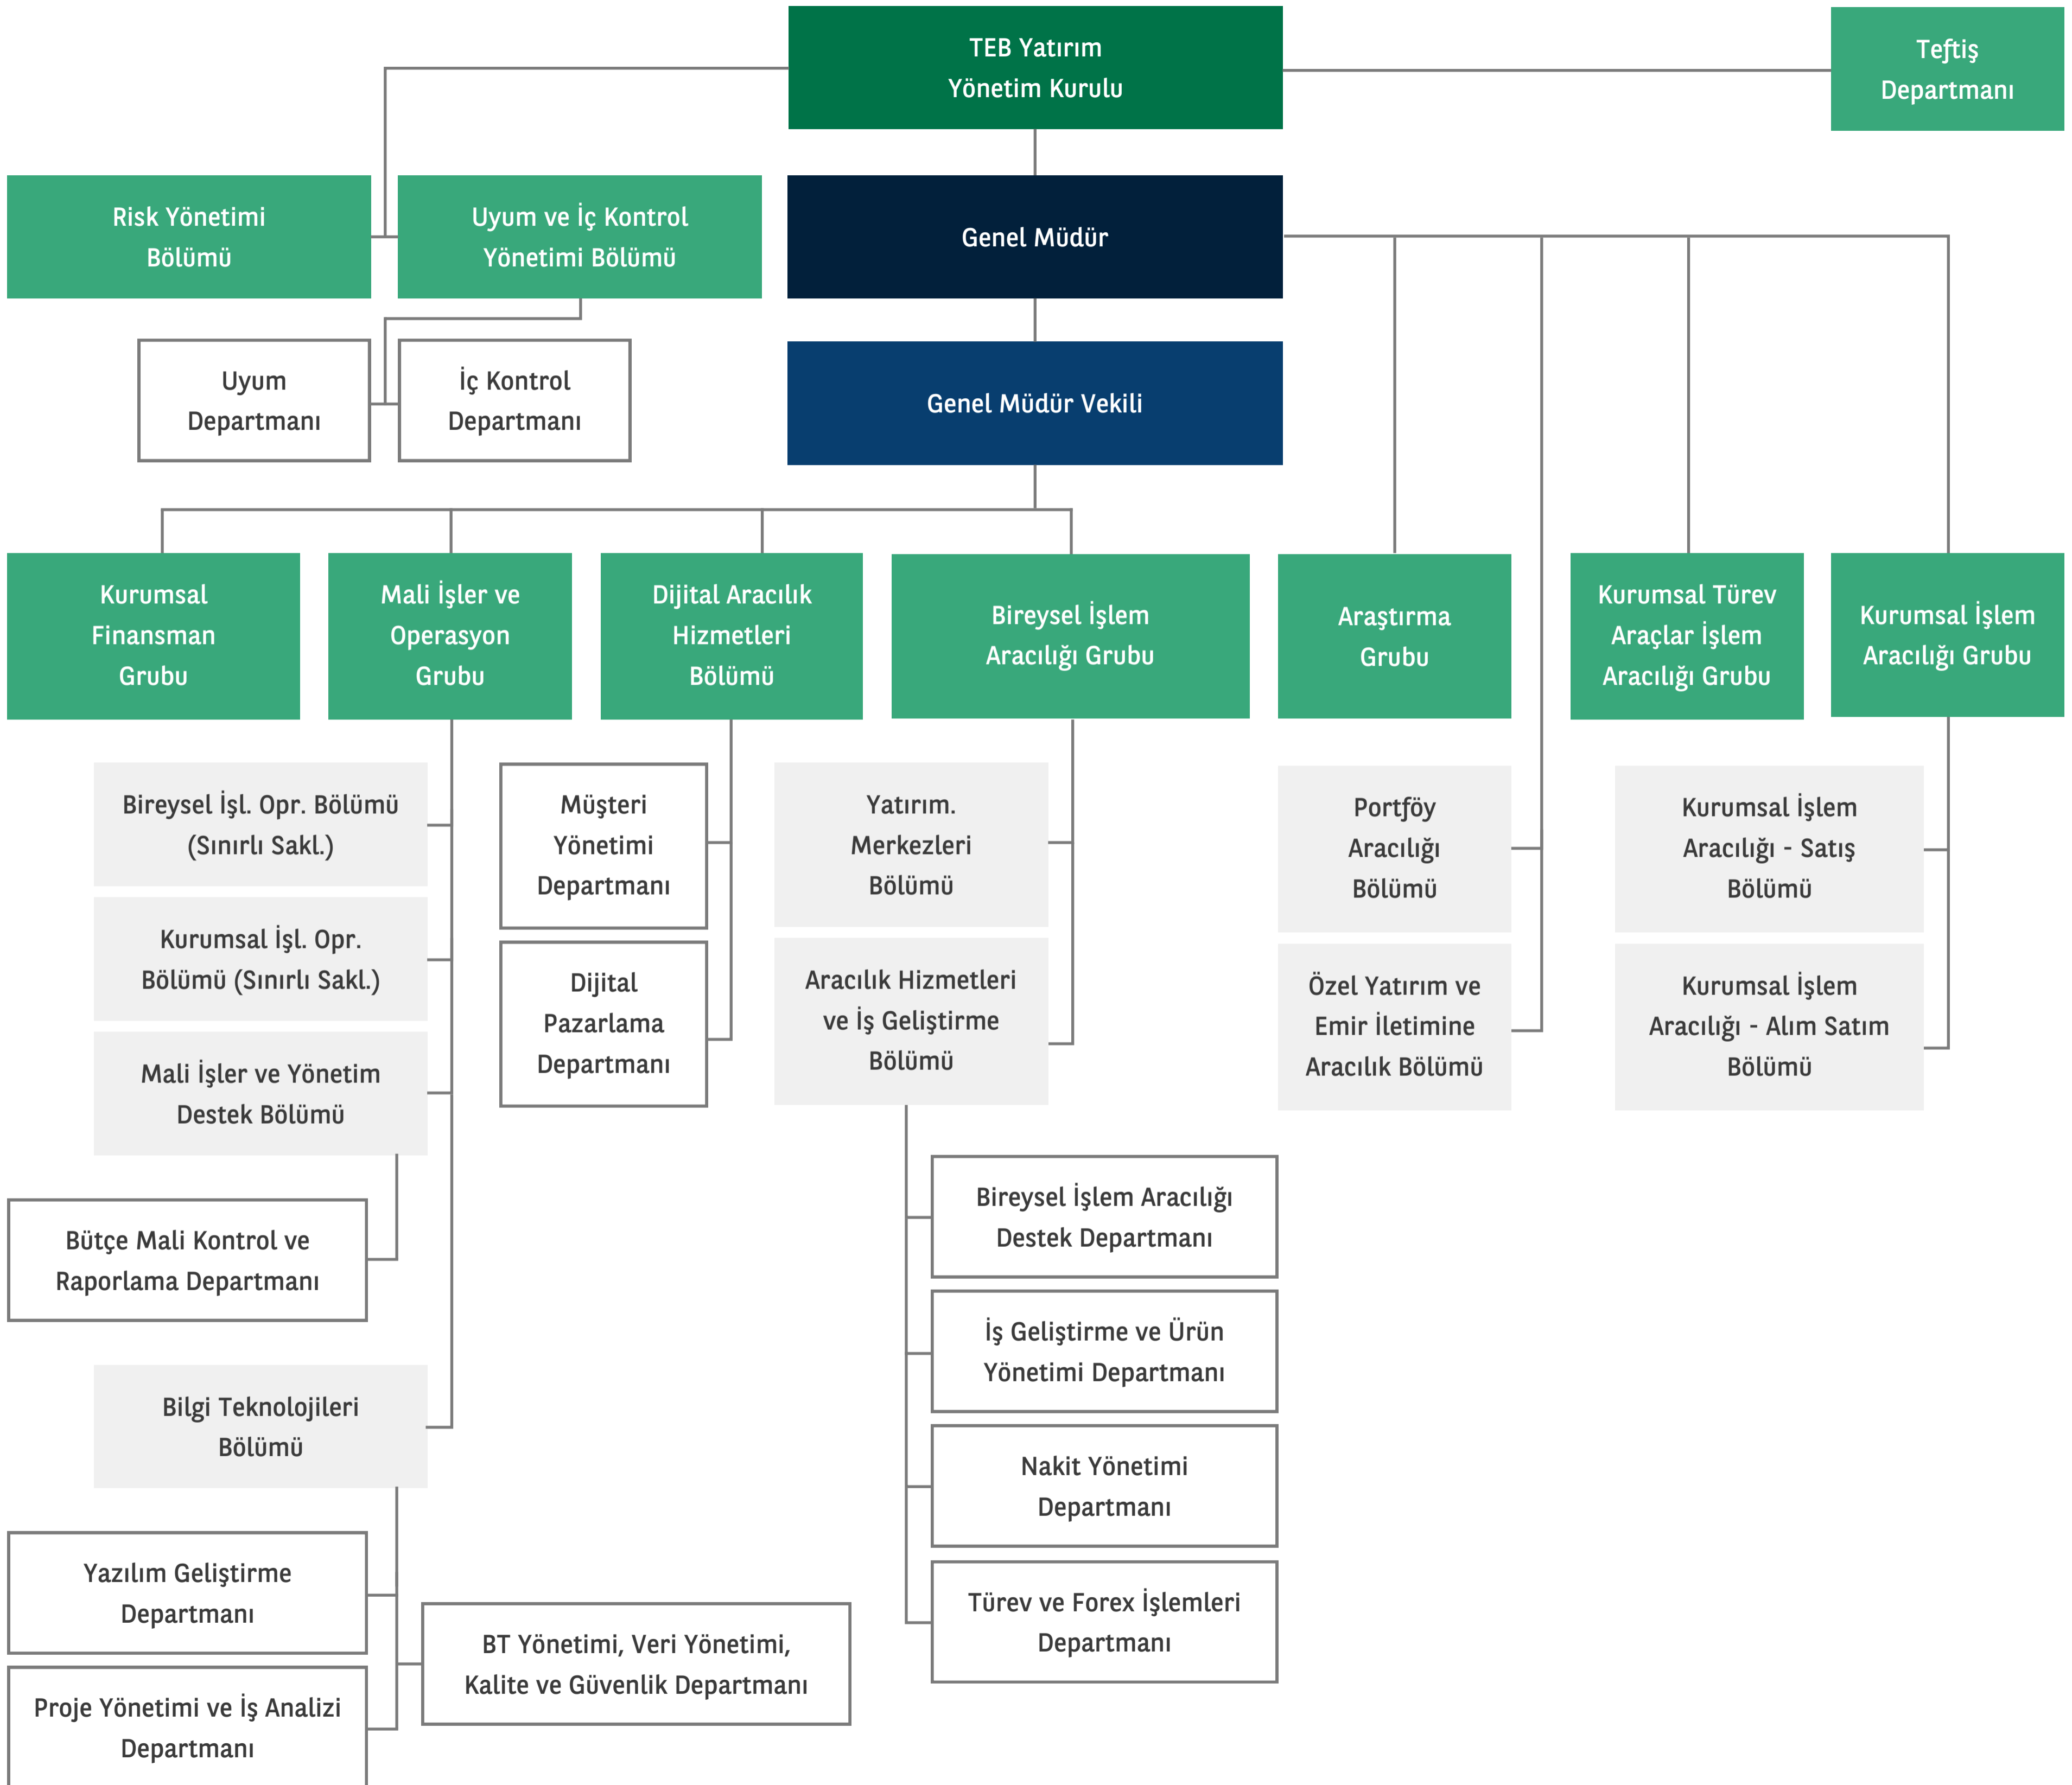 TEB Yatırım
Yönetim Kurulu
Teftiş
Departmanı
Risk Yönetimi
Bölümü
Uyum ve İç Kontrol
Yönetimi Bölümü
Genel Müdür
Uyum
Departmanı
İç Kontrol
Departmanı
Genel Müdür Vekili
Kurumsal
Finansman
Grubu
Mali İşler ve
Operasyon
Grubu
Dijital Aracılık
Hizmetleri
Bölümü
Bireysel İşlem
Aracılığı Grubu
Araştırma
Grubu
Kurumsal Türev
Araçlar İşlem
Aracılığı Grubu
Kurumsal İşlem
Aracılığı Grubu
Bireysel İşl. Opr. Bölümü
(Sınırlı Sakl.)
Kurumsal İşl. Opr.
Bölümü (Sınırlı Sakl.)
Mali İşler ve Yönetim
Destek Bölümü
Bütçe Mali Kontrol ve
Raporlama Departmanı
Bilgi Teknolojileri
Bölümü
Yazılım Geliştirme
Departmanı
Proje Yönetimi ve İş Analizi
Departmanı
BT Yönetimi, Veri Yönetimi,
Kalite ve Güvenlik Departmanı
Müşteri
Yönetimi
Departmanı
Dijital
Pazarlama
Departmanı
Yatırım.
Merkezleri
Bölümü
Aracılık Hizmetleri
ve İş Geliştirme
Bölümü
Bireysel İşlem Aracılığı
Destek Departmanı
İş Geliştirme ve Ürün
Yönetimi Departmanı
Nakit Yönetimi
Departmanı
Türev ve Forex İşlemleri
Departmanı
Portföy
Aracılığı
Bölümü
Özel Yatırım ve
Emir İletimine
Aracılık Bölümü
Kurumsal İşlem
Aracılığı - Satış
Bölümü
Kurumsal İşlem
Aracılığı - Alım Satım
Bölümü